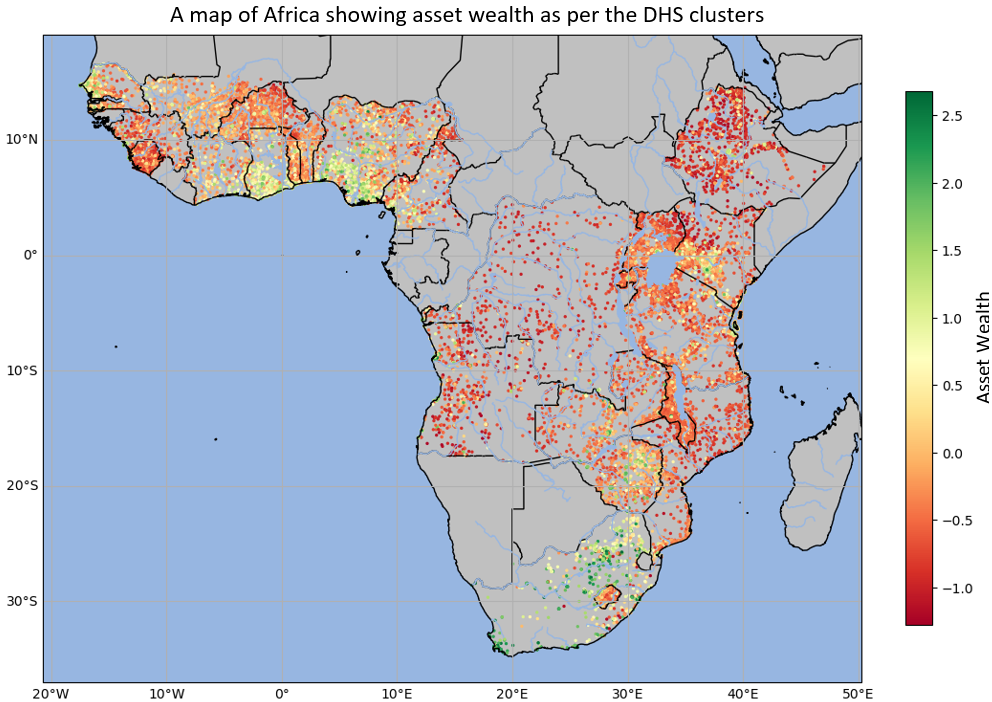 A map of Africa showing asset wealth as per the DHS clusters
10°N
0°
10°S
20°S
30°S
20°W 10°W 0° 10°E 20°E 30°E 40°E 50°E
2.5
2.0
1.5
1.0
0.5
0.0
−0.5
−1.0
Asset Wealth